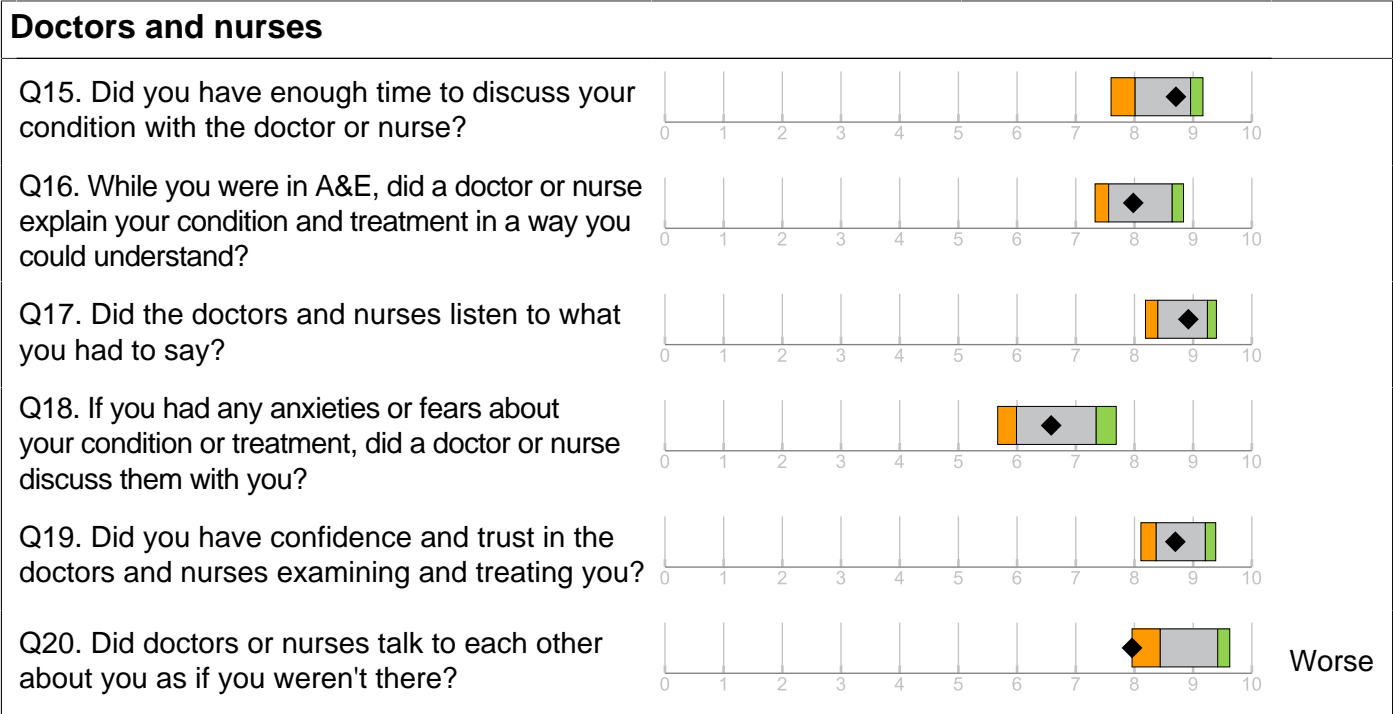 Doctors and nurses
Q15. Did you have enough time to discuss your
condition with the doctor or nurse?
0 1 2 3 4 5 6 7 8 9 10
Q16. While you were in A&E, did a doctor or nurse
explain your condition and treatment in a way you
could understand?
0 1 2 3 4 5 6 7 8 9 10
Q17. Did the doctors and nurses listen to what
you had to say?
0 1 2 3 4 5 6 7 8 9 10
Q18. If you had any anxieties or fears about
your condition or treatment, did a doctor or nurse
discuss them with you?
0 1 2 3 4 5 6 7 8 9 10
Q19. Did you have confidence and trust in the
doctors and nurses examining and treating you?
0 1 2 3 4 5 6 7 8 9 10
Q20. Did doctors or nurses talk to each other
about you as if you weren't there?
0 1 2 3 4 5 6 7 8 9 10
Worse